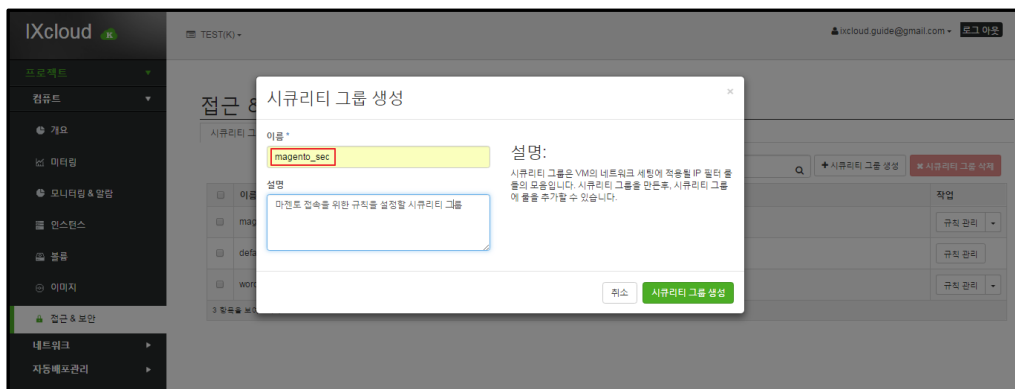 IXcloud K
TEST(K)
ixcloud.guide@gmail.com
로그 아웃
프로젝트
컴퓨트
개요
미터링
모니터링 & 알람
인스턴스
볼륨
이미지
접근 & 보안
네트워크
자동배포관리
접근 &
시큐리티 그
+ 시큐리티 그룹 생성
× 시큐리티 그룹 삭제
이름
작업
mag
규칙 관리
defa
규칙 관리
word
규칙 관리
3 항목을
시큐리티 그룹 생성
×
이름 *
magento_sec
설명
마젠토 접속을 위한 규칙을 설정할 시큐리티 그룹
설명:
시큐리티 그룹은 VM의 네트워크 세팅에 적용될 IP 필터 룰
들의 모음입니다. 시큐리티 그룹을 만든후, 시큐리티 그룹
에 룰을 추가할 수 있습니다.
취소
시큐리티 그룹 생성